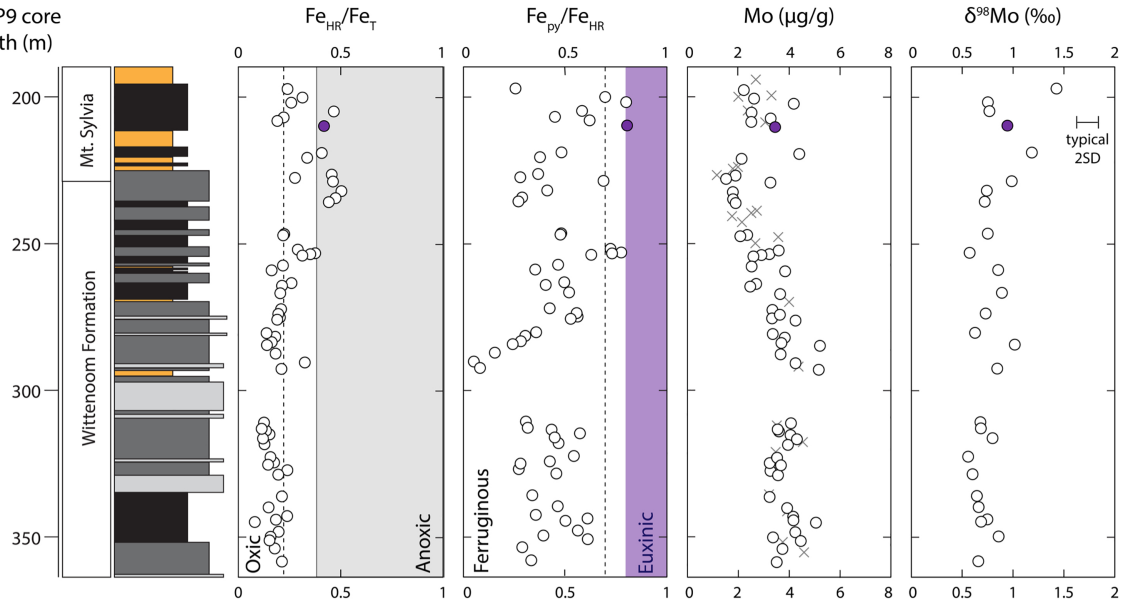 P9 core
th (m)
Fe_HR/Fe_T
Fe_py/Fe_HR
Mo (µg/g)
δ⁹⁸Mo (‰)
0 0.5 1
0 0.5 1
0 2 4 6 8
0 0.5 1 1.5 2
200
250
300
350
Mt. Sylvia
Wittenoom Formation
Oxic
Anoxic
Ferruginous
Euxinic
typical
2SD
0 0.5 1
0 0.5 1
0 2 4 6 8
0 0.5 1 1.5 2